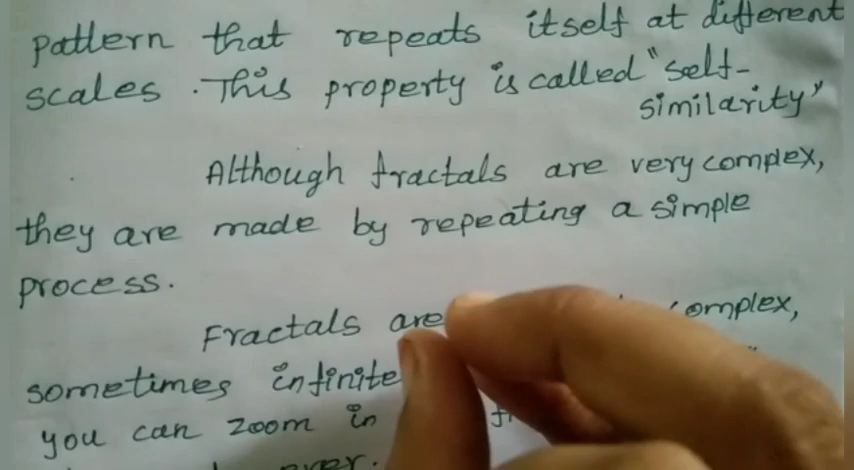 pattern that repeats itself at different
scales. This property is called "self-
similarity"
Although fractals are very complex,
they are made by repeating a simple
process.
Fractals are complex,
sometimes infinite
you can zoom in